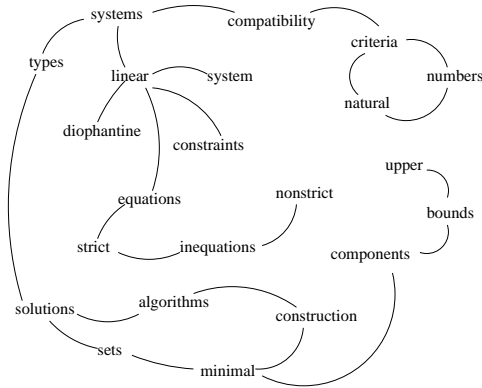 systems
compatibility
criteria
types
linear
system
numbers
natural
diophantine
constraints
upper
equations
nonstrict
bounds
strict
inequations
components
solutions
algorithms
construction
sets
minimal